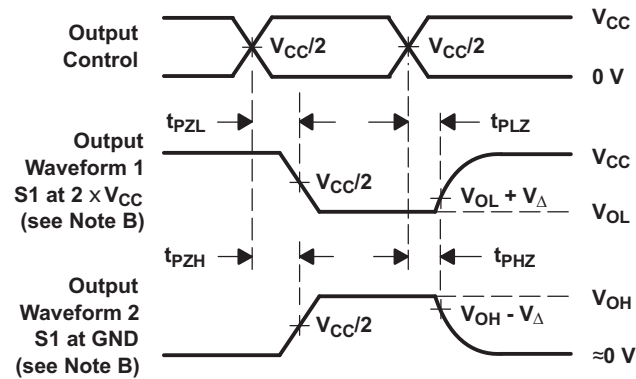 Output
Control
V_CC/2
V_CC/2
V_CC
0 V
t_PZL
t_PLZ
Output
Waveform 1
S1 at 2 x V_CC
(see Note B)
V_CC/2
V_OL + V_Δ
V_CC
V_OL
t_PZH
t_PHZ
Output
Waveform 2
S1 at GND
(see Note B)
V_CC/2
V_OH - V_Δ
V_OH
≈0 V